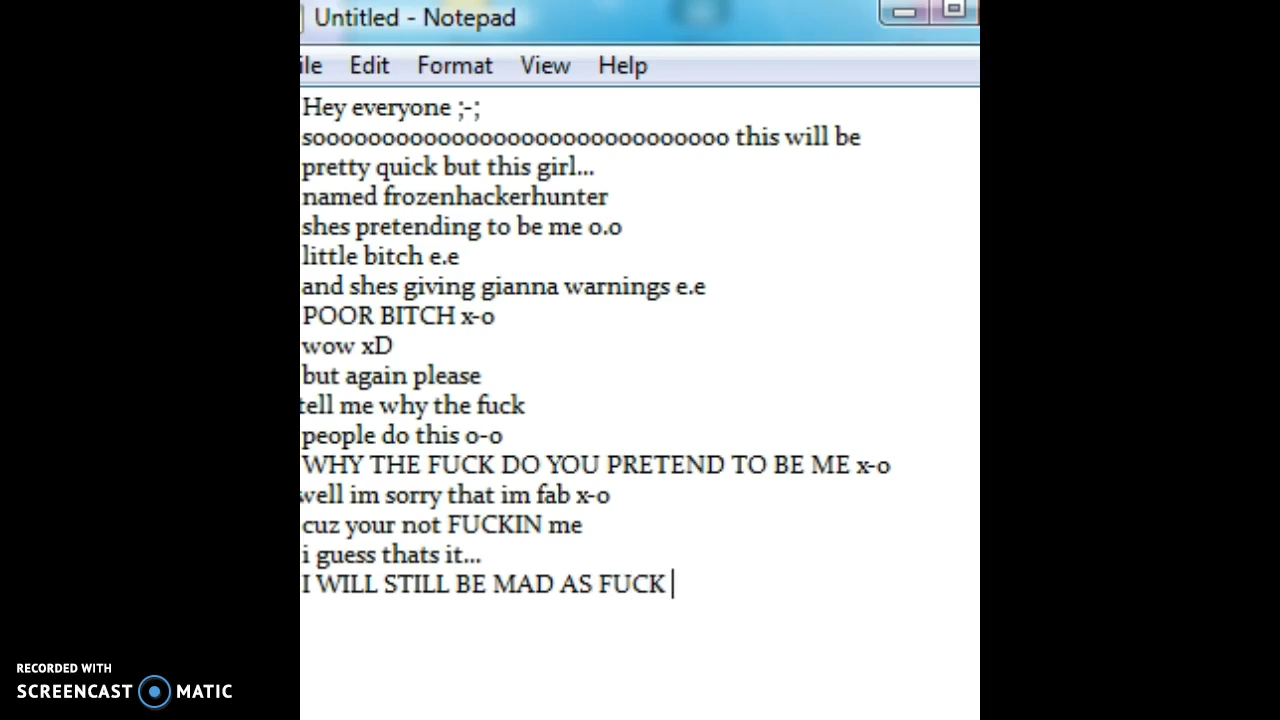 Untitled - Notepad
ile Edit Format View Help
Hey everyone ;-;
soooooooooooooooooooooooooooooo this will be
pretty quick but this girl...
named frozenhackerhunter
shes pretending to be me o.o
little bitch e.e
and shes giving gianna warnings e.e
POOR BITCH x-o
wow xD
but again please
tell me why the fuck
people do this o-o
WHY THE FUCK DO YOU PRETEND TO BE ME x-o
well im sorry that im fab x-o
cuz your not FUCKIN me
i guess thats it...
I WILL STILL BE MAD AS FUCK
RECORDED WITH
SCREENCAST MATIC